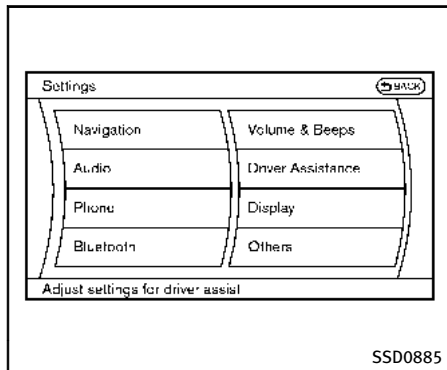 Settings
BACK
Navigation
Volume & Beeps
Audio
Driver Assistance
Phone
Display
Bluetooth
Others
Adjust settings for driver assist
SSD0885